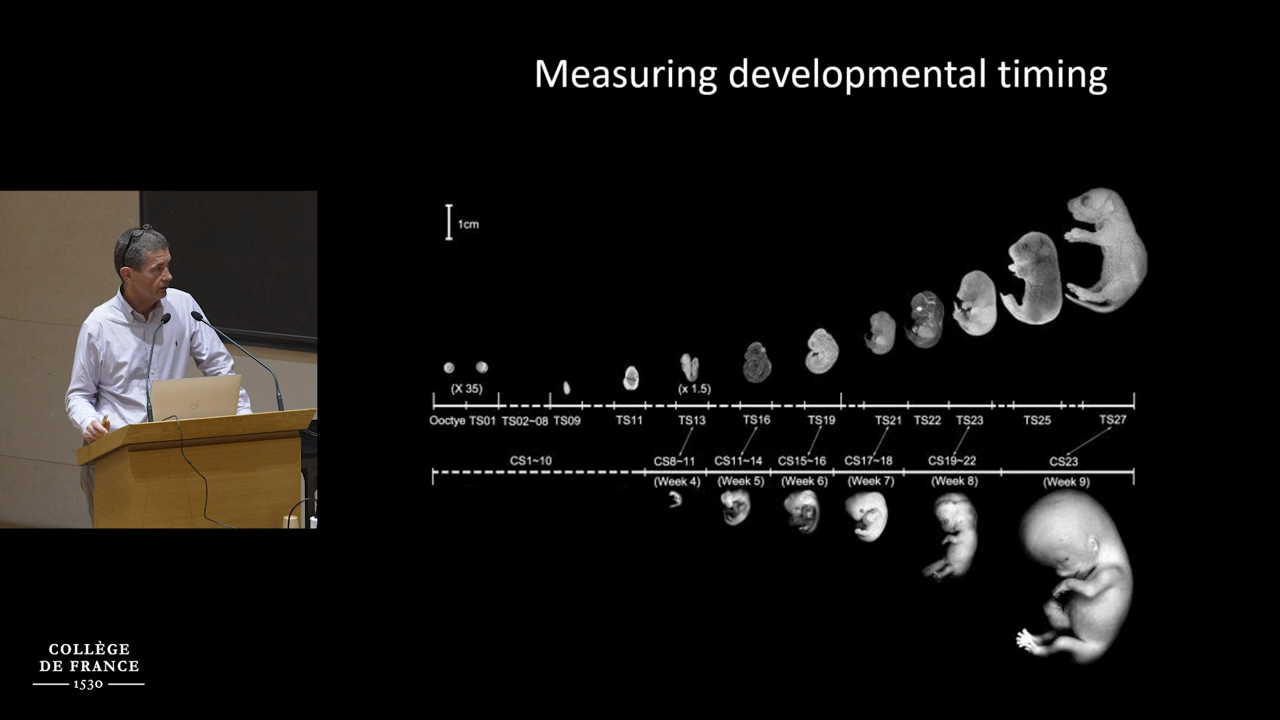 Measuring developmental timing
1cm
(X 35)
(x 1.5)
Ooctye TS01 TS02~08 TS09 TS11 TS13 TS16 TS19 TS21 TS22 TS23 TS25 TS27
CS1~10 CS8~11 CS11~14 CS15~16 CS17~18 CS19~22 CS23
(Week 4) (Week 5) (Week 6) (Week 7) (Week 8) (Week 9)
COLLÈGE
DE FRANCE
1530